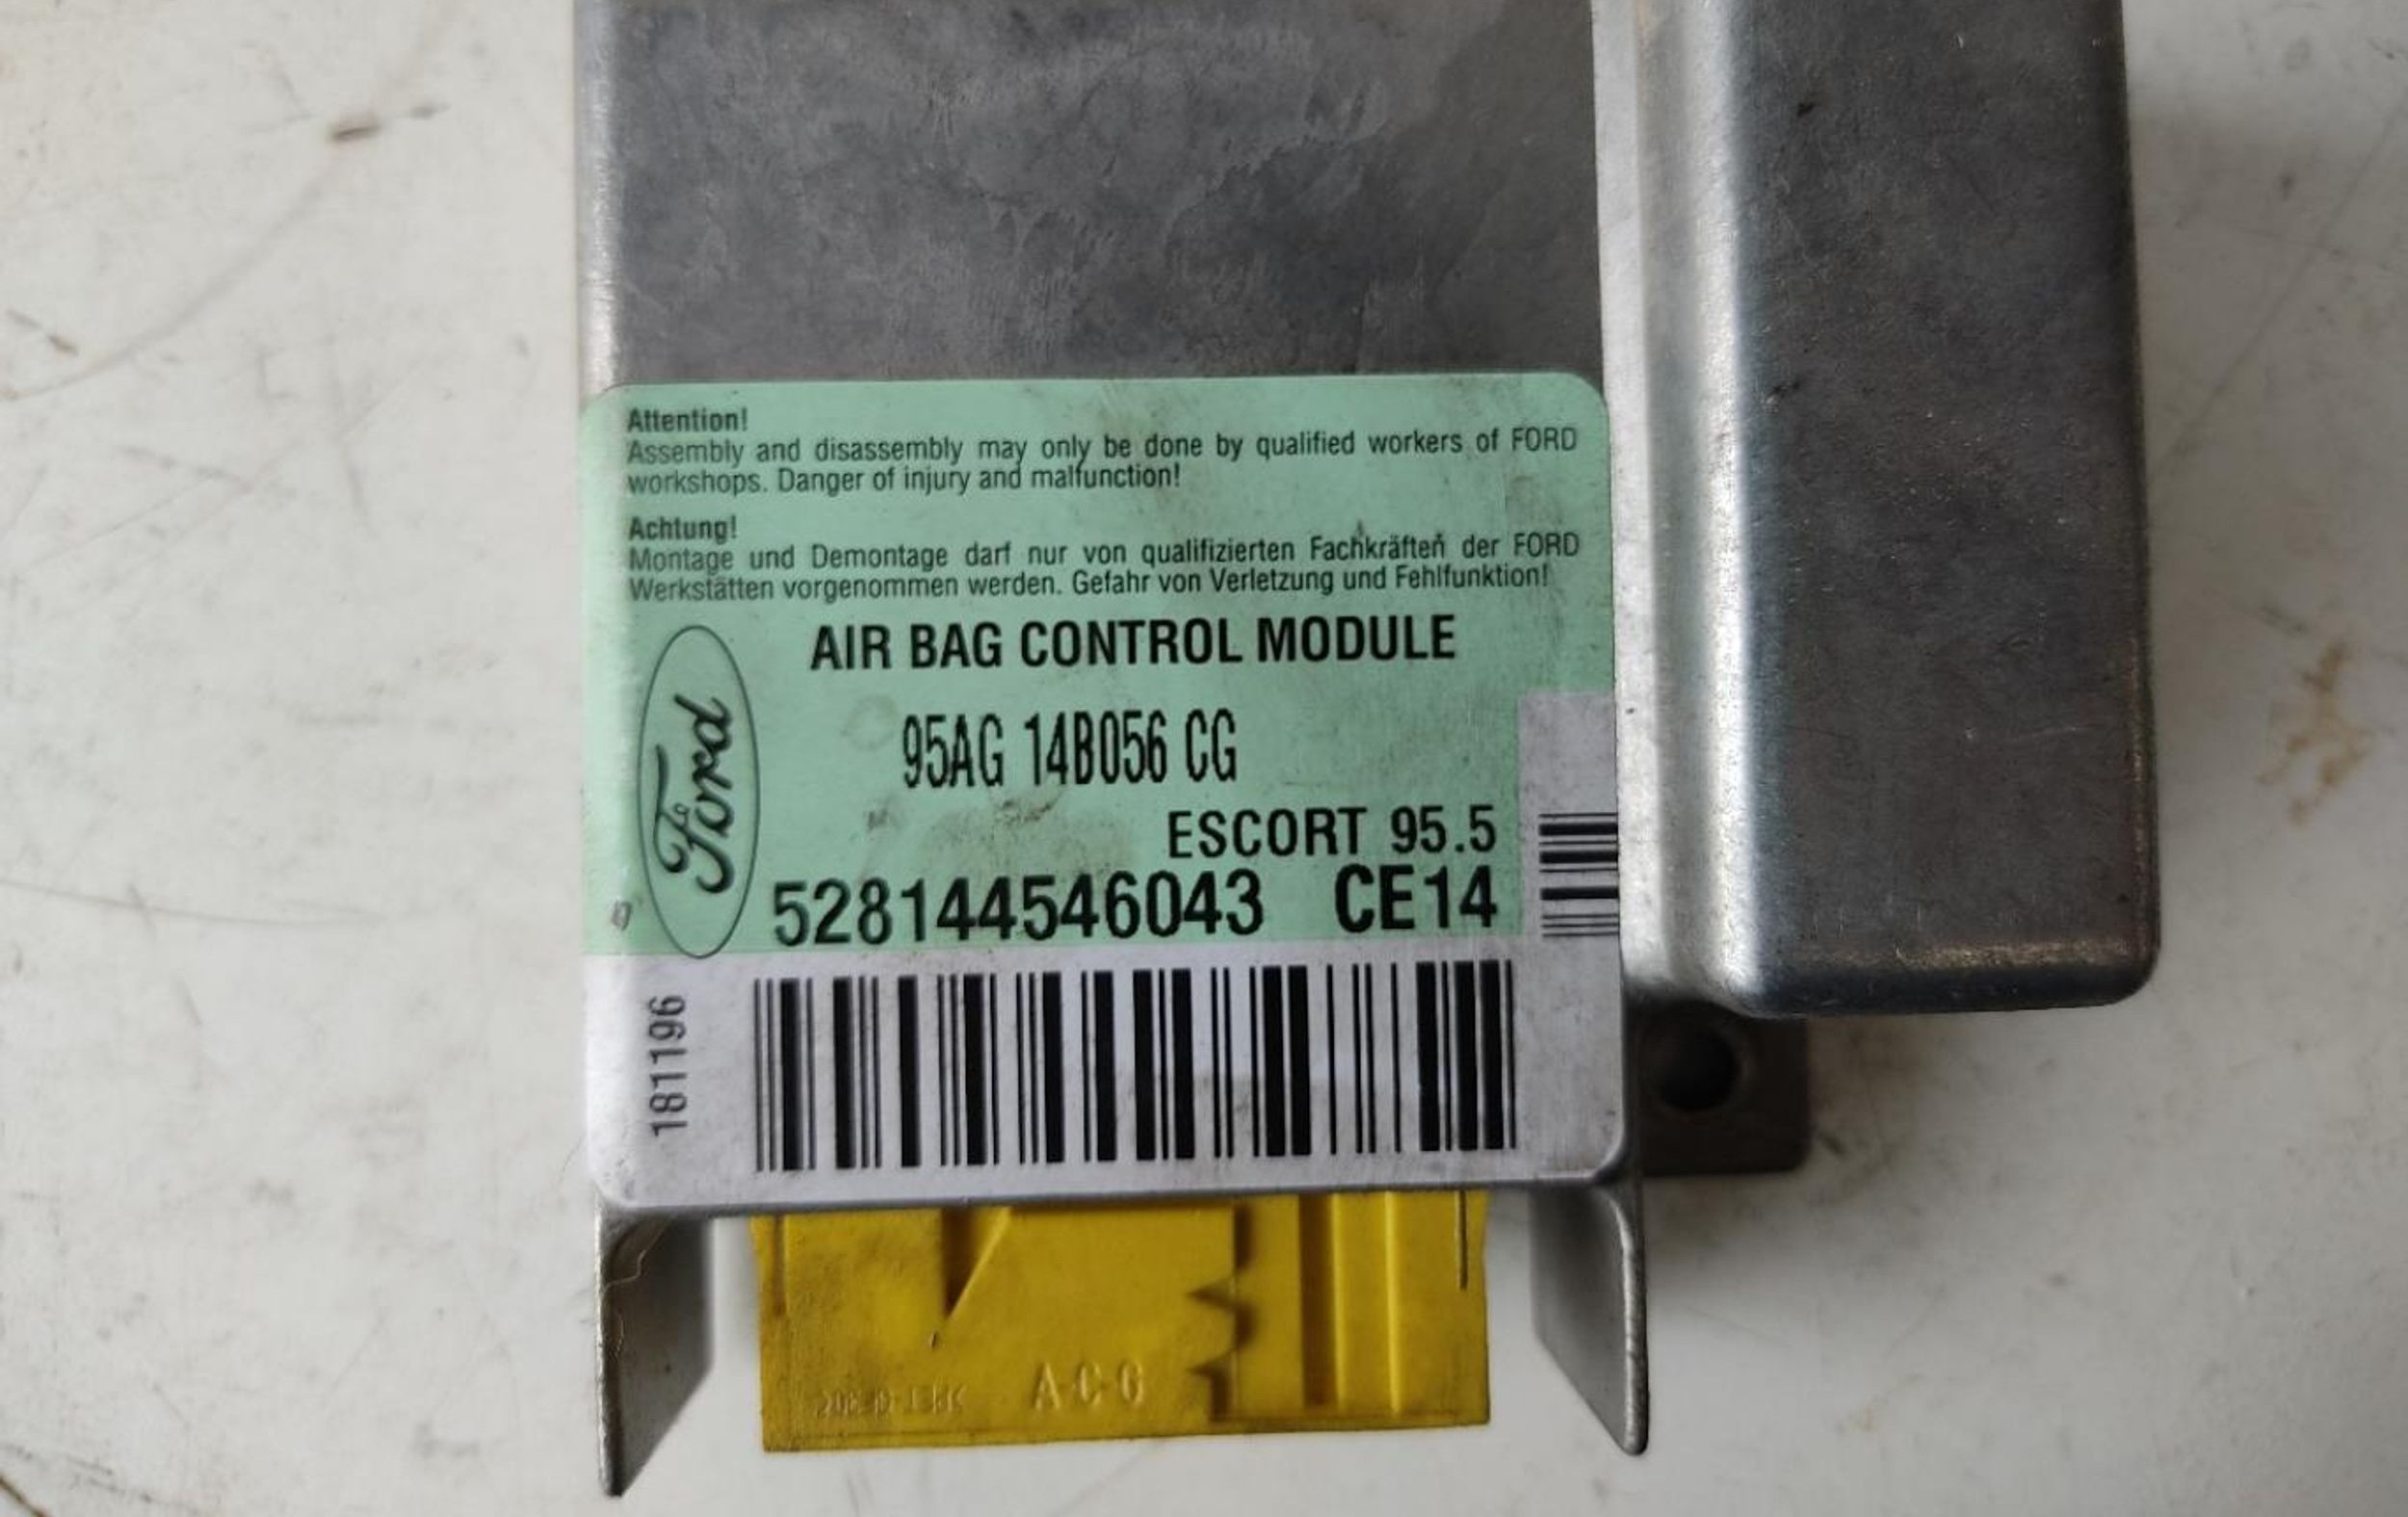 Attention!
Assembly and disassembly may only be done by qualified workers of FORD
workshops. Danger of injury and malfunction!
Achtung!
Montage und Demontage darf nur von qualifizierten Fachkräften der FORD
Werkstätten vorgenommen werden. Gefahr von Verletzung und Fehlfunktion!
AIR BAG CONTROL MODULE
Ford
95AG 14B056 CG
ESCORT 95.5
528144546043 CE14
181196